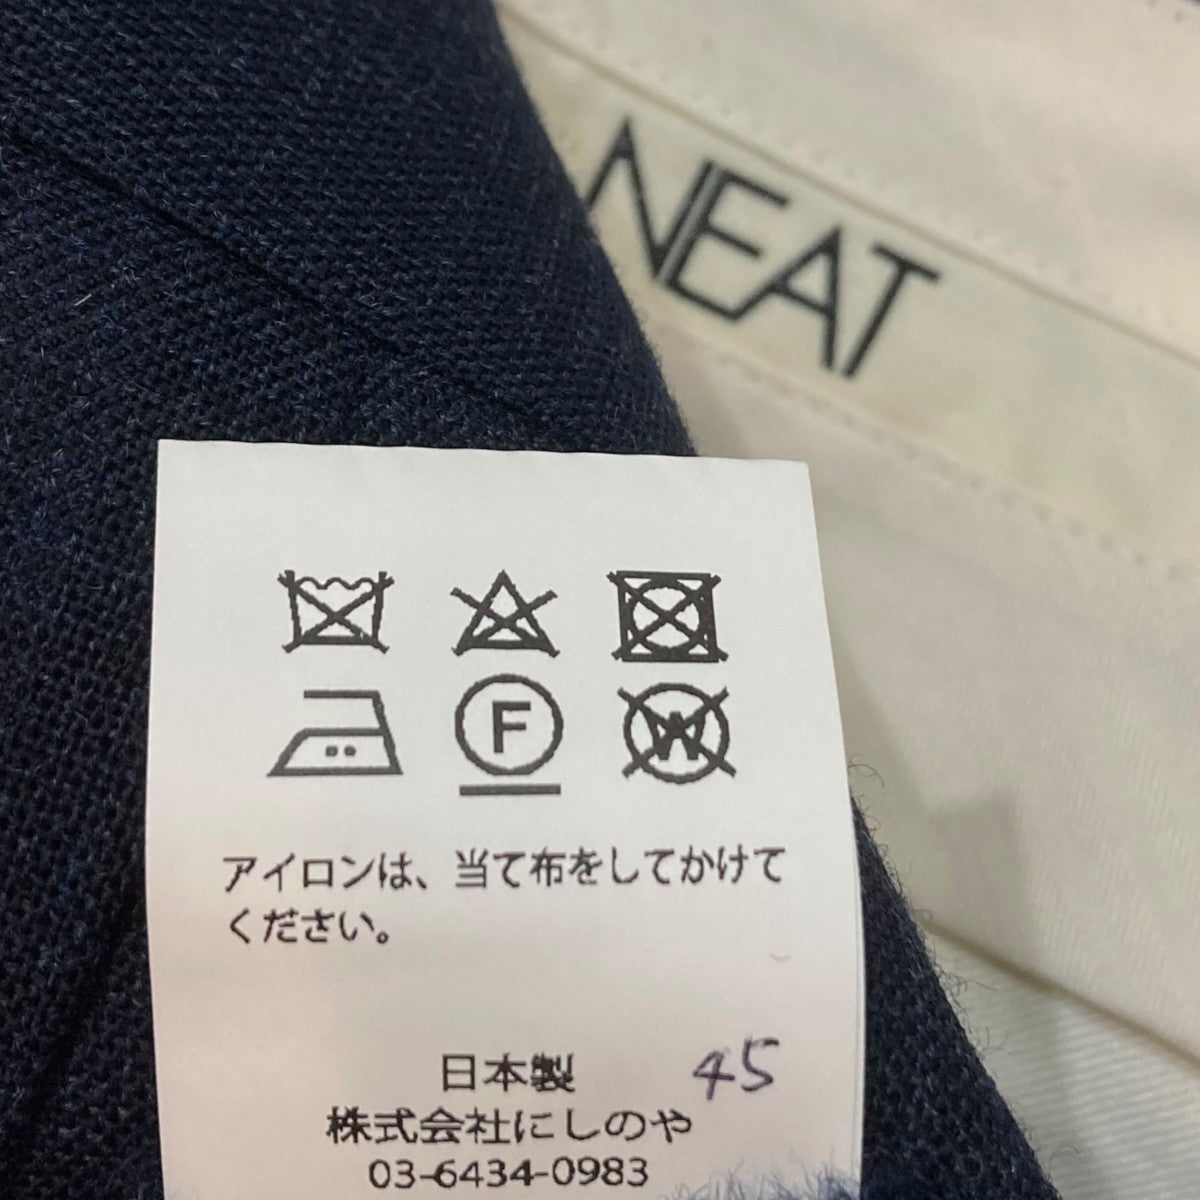 NEAT
F
W
アイロンは、当て布をしてかけて
ください。
日本製 45
株式会社にしのや
03-6434-0983